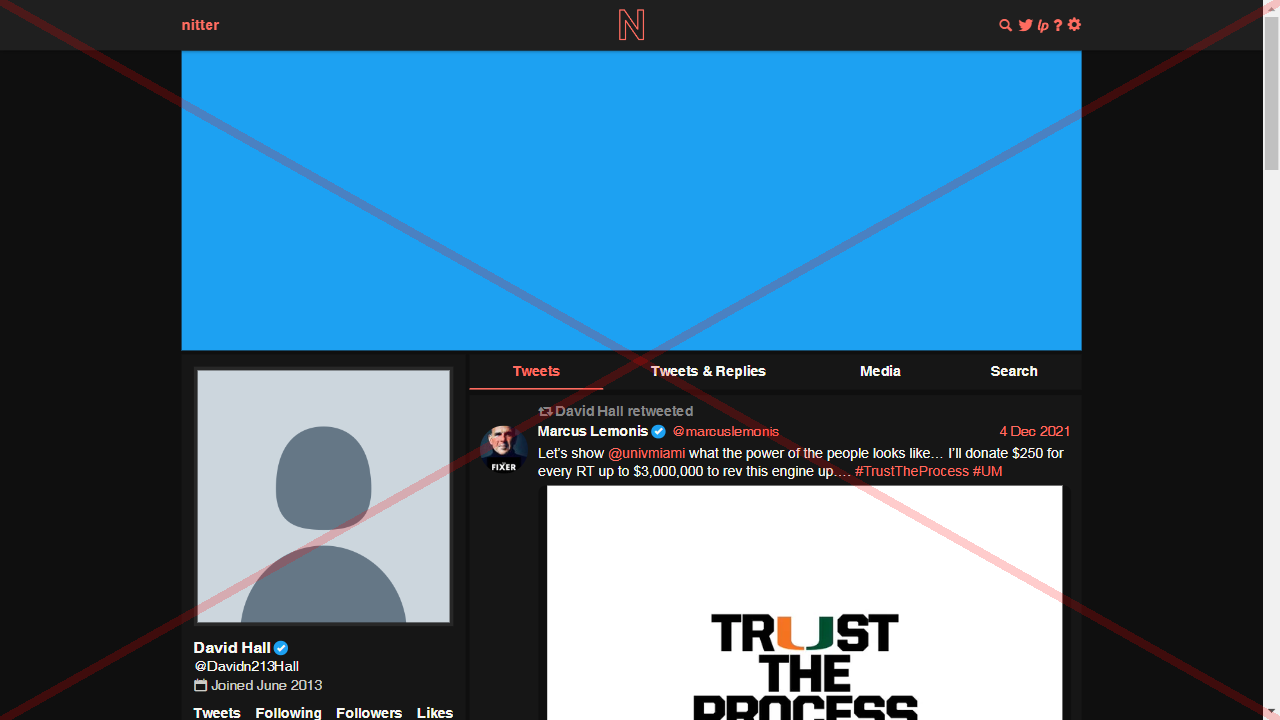 nitter
N
lp ?
Tweets
Tweets & Replies
Media
Search
David Hall retweeted
Marcus Lemonis @marcuslemonis 4 Dec 2021
Let's show @univmiami what the power of the people looks like… I'll donate $250 for
every RT up to $3,000,000 to rev this engine up…. #TrustTheProcess #UM
FIXER
TRUST
THE
PROCESS
David Hall
@Davidn213Hall
Joined June 2013
Tweets Following Followers Likes